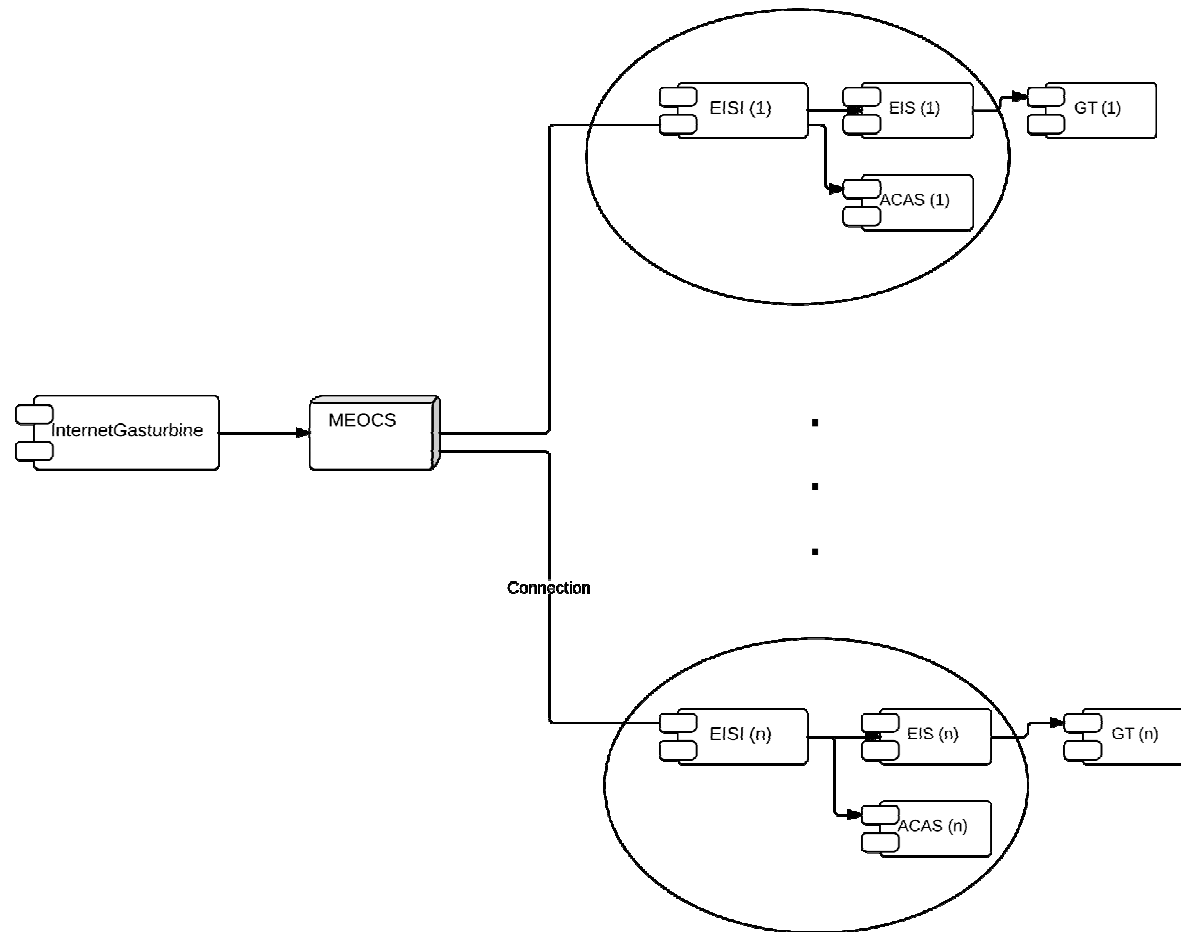 EISI (1)
EIS (1)
GT (1)
ACAS (1)
InternetGasturbine
MEOCS
Connection
EISI (n)
EIS (n)
GT (n)
ACAS (n)